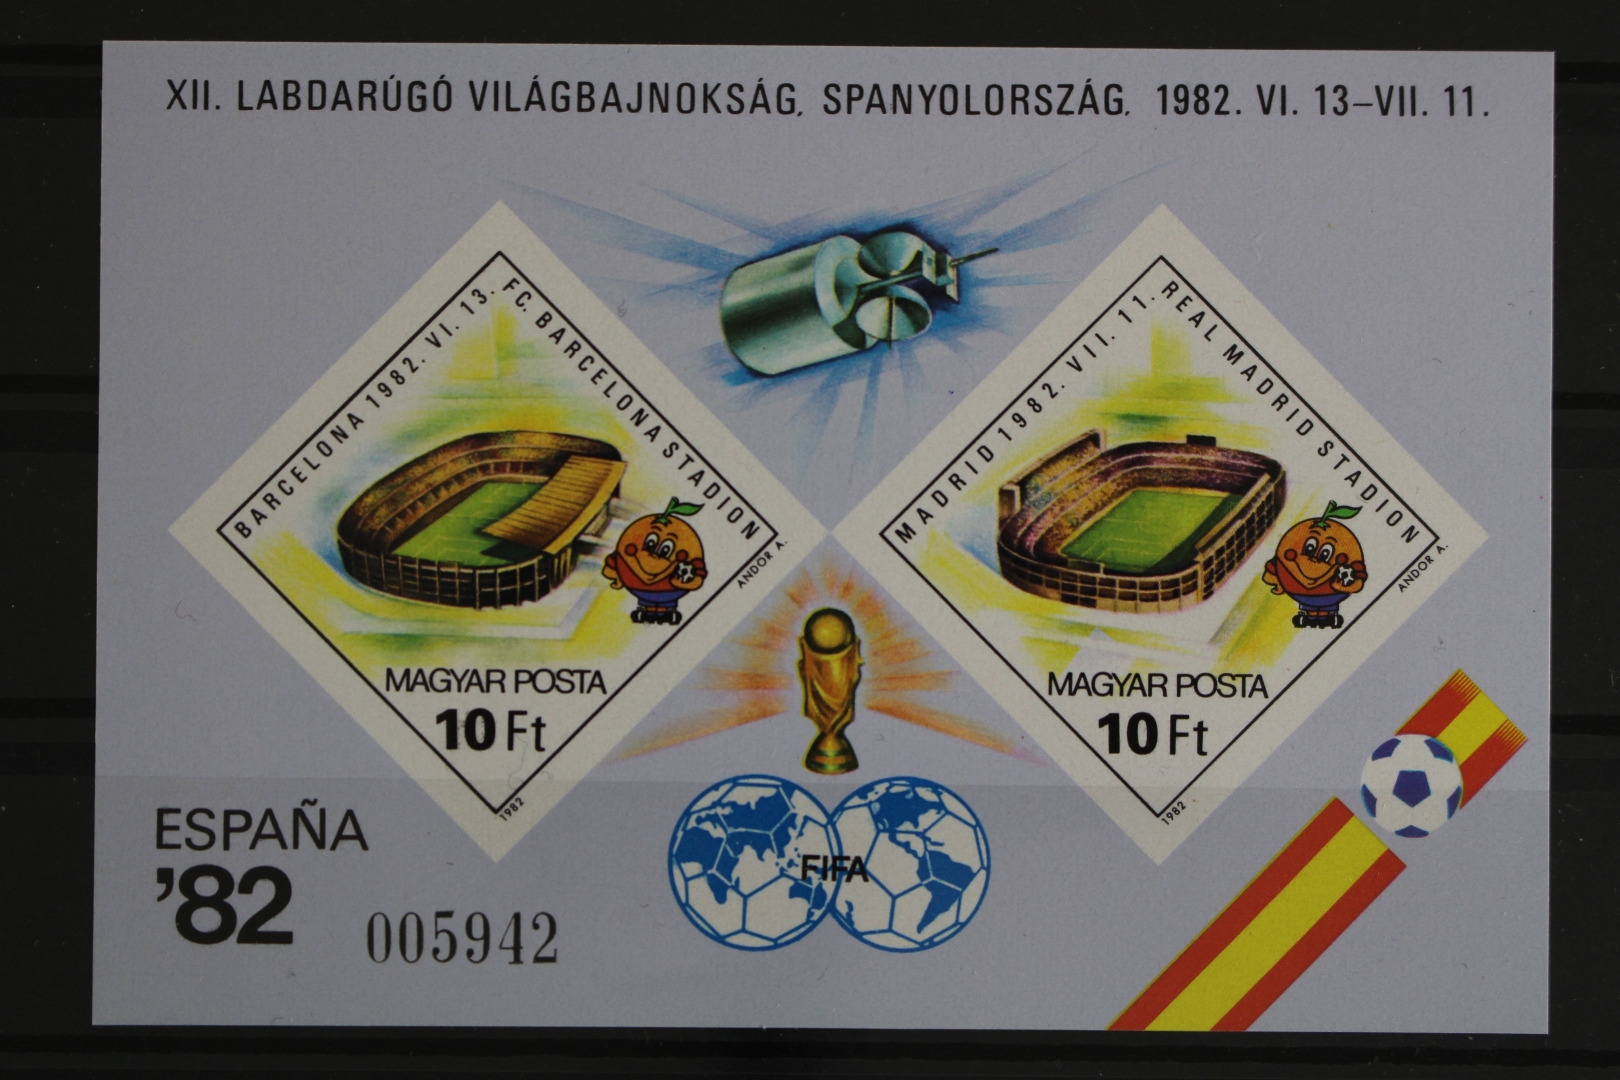 XII. LABDARÚGÓ VILÁGBAJNOKSÁG, SPANYOLORSZÁG, 1982. VI. 13–VII. 11.
BARCELONA 1982. VI. 13.
FC. BARCELONA STADION
ANDOR A.
MAGYAR POSTA
10 Ft
1982
MADRID 1982. VII. 11.
REAL MADRID STADION
ANDOR A.
MAGYAR POSTA
10 Ft
1982
FIFA
ESPAÑA
'82
005942